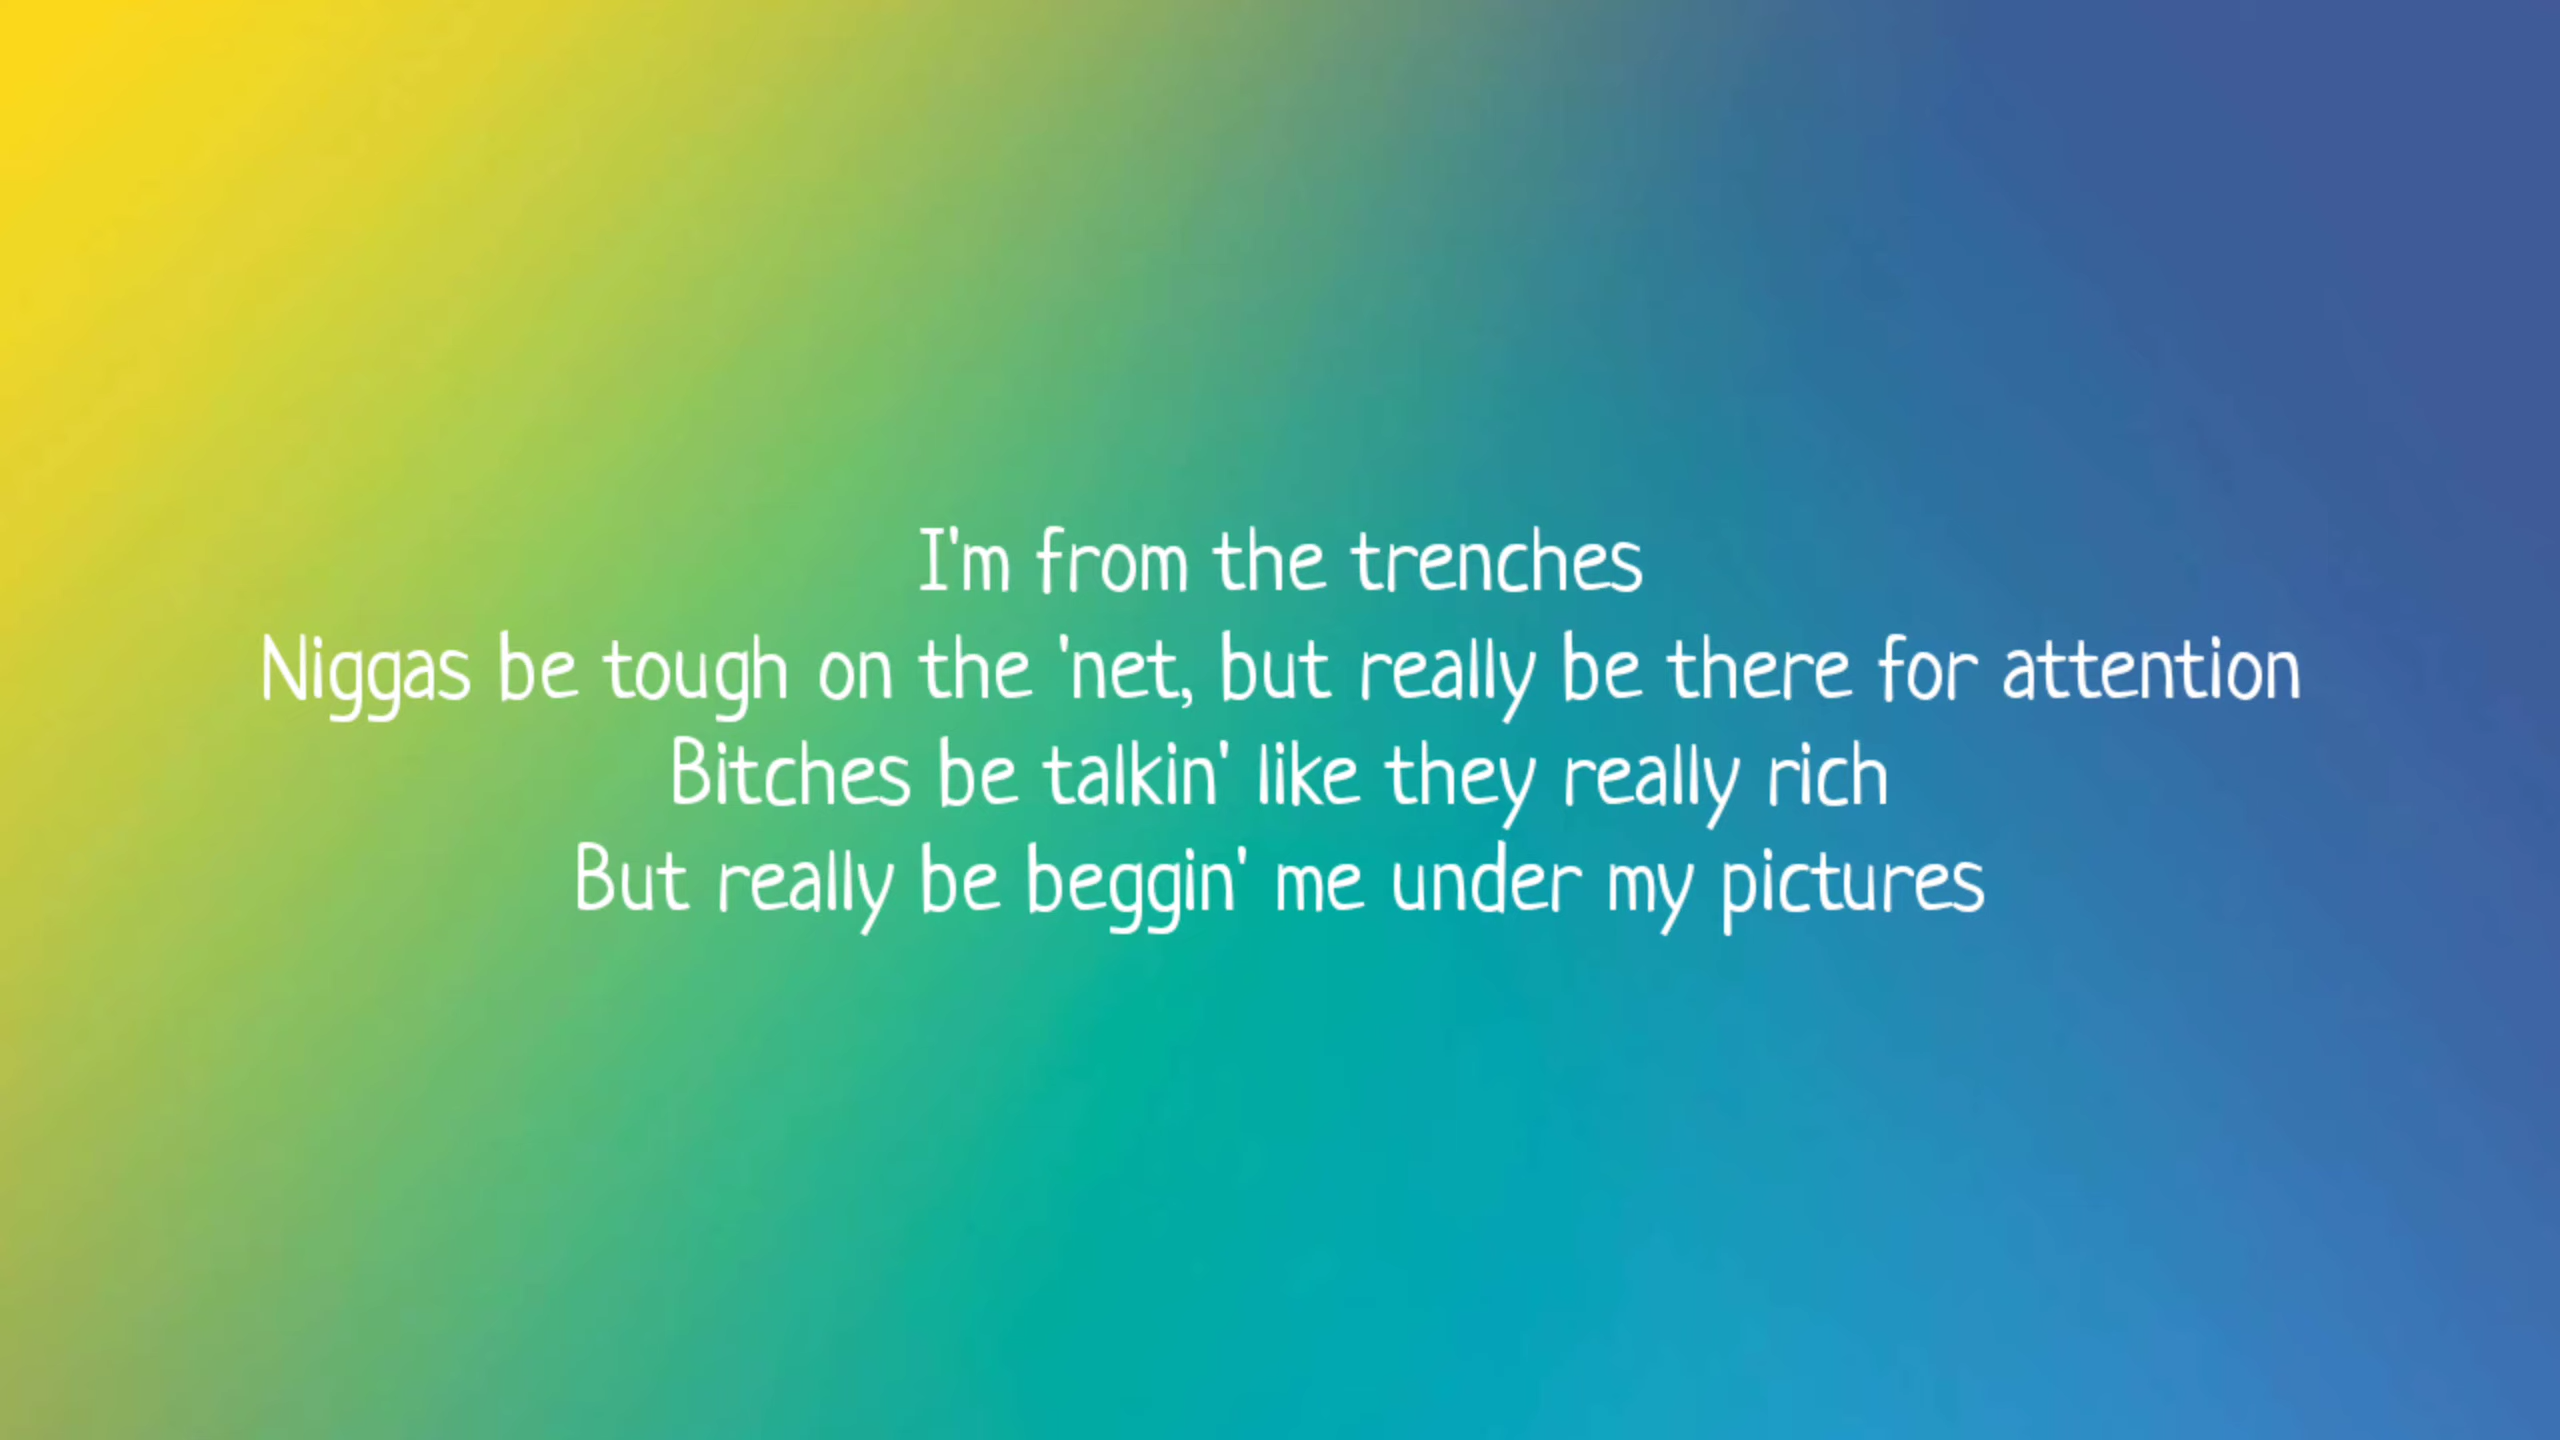 I'm from the trenches
Niggas be tough on the 'net, but really be there for attention
Bitches be talkin' like they really rich
But really be beggin' me under my pictures